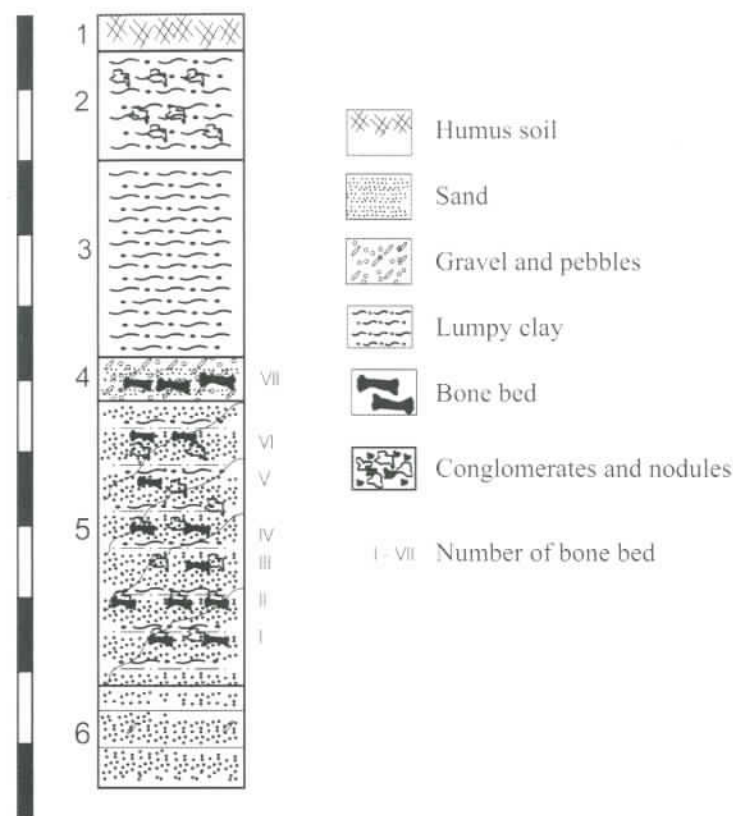 1
2
3
4
5
6
VII
VI
V
IV
III
II
I
Humus soil
Sand
Gravel and pebbles
Lumpy clay
Bone bed
Conglomerates and nodules
I - VII Number of bone bed